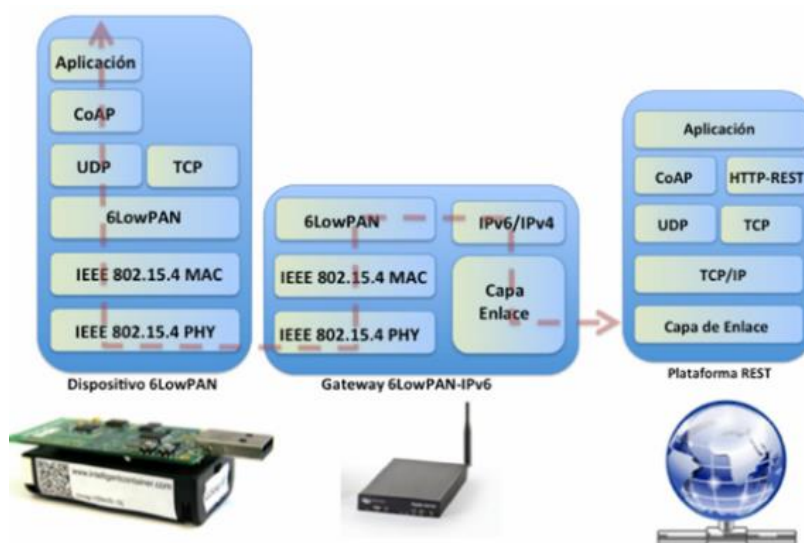 Aplicación
CoAP
UDP
TCP
6LowPAN
IEEE 802.15.4 MAC
IEEE 802.15.4 PHY
Dispositivo 6LowPAN
6LowPAN
IPv6/IPv4
IEEE 802.15.4 MAC
Capa
Enlace
IEEE 802.15.4 PHY
Gateway 6LowPAN-IPv6
Aplicación
CoAP
HTTP-REST
UDP
TCP
TCP/IP
Capa de Enlace
Plataforma REST
www.intelligentcontainer.com